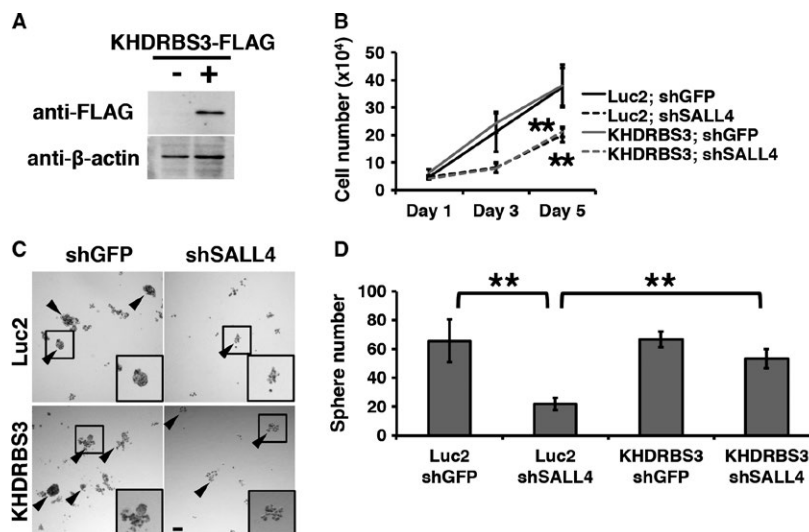 A
KHDRBS3-FLAG
- +
anti-FLAG
anti-β-actin
B
Cell number (x10⁴)
50
40
30
20
10
0
Day 1 Day 3 Day 5
**
**
Luc2; shGFP
Luc2; shSALL4
KHDRBS3; shGFP
KHDRBS3; shSALL4
C
shGFP shSALL4
Luc2
KHDRBS3
D
** **
Sphere number
100
80
60
40
20
0
Luc2 Luc2 KHDRBS3 KHDRBS3
shGFP shSALL4 shGFP shSALL4